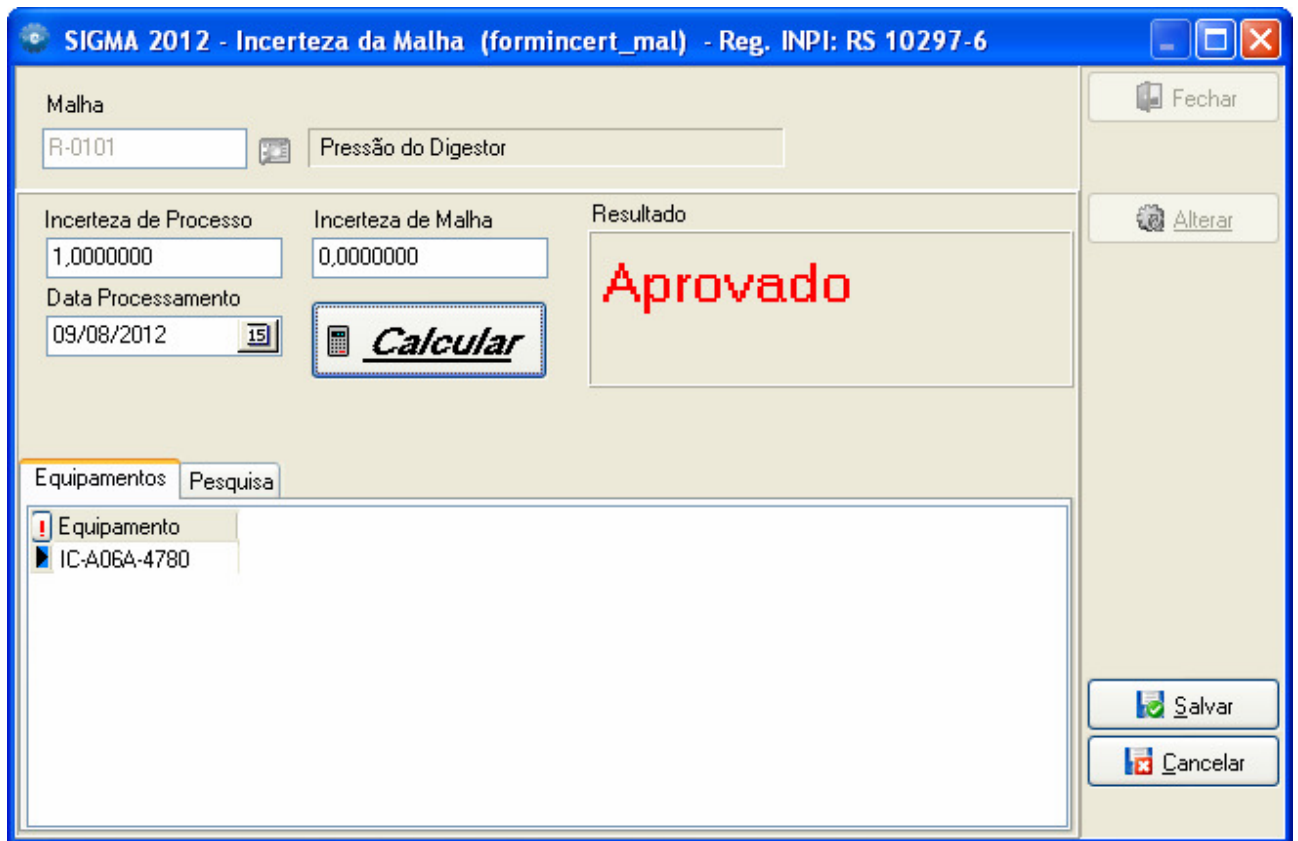 SIGMA 2012 - Incerteza da Malha (formincert_mal) - Reg. INPI: RS 10297-6
Malha
R-0101
Pressão do Digestor
Fechar
Incerteza de Processo
Incerteza de Malha
Resultado
Alterar
1,0000000
0,0000000
Aprovado
Data Processamento
09/08/2012
15
Calcular
Equipamentos
Pesquisa
! Equipamento
IC-A06A-4780
Salvar
Cancelar